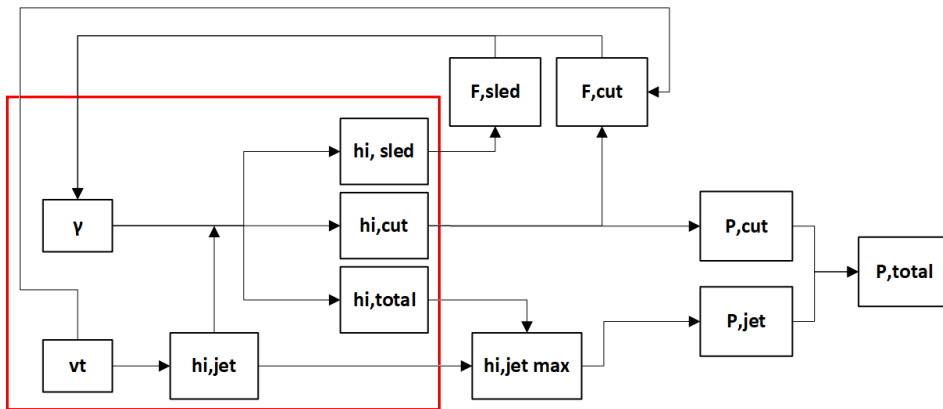 F,sled
F,cut
hi, sled
γ
hi,cut
P,cut
P,total
hi,total
P,jet
vt
hi,jet
hi,jet max